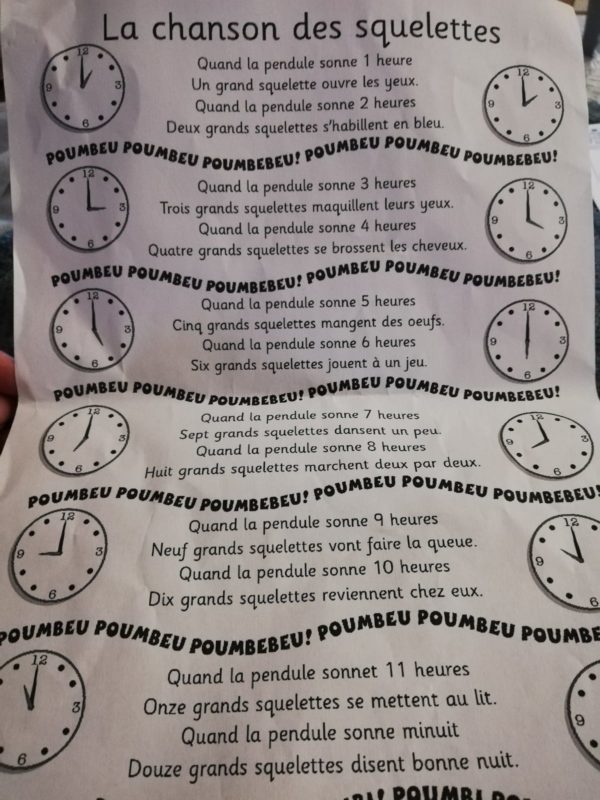 La chanson des squelettes
Quand la pendule sonne 1 heure
Un grand squelette ouvre les yeux.
Quand la pendule sonne 2 heures
Deux grands squelettes s'habillent en bleu.
POUMBEU POUMBEU POUMBEBEU! POUMBEU POUMBEU POUMBEBEU!
Quand la pendule sonne 3 heures
Trois grands squelettes maquillent leurs yeux.
Quand la pendule sonne 4 heures
Quatre grands squelettes se brossent les cheveux.
POUMBEU POUMBEU POUMBEBEU! POUMBEU POUMBEU POUMBEBEU!
Quand la pendule sonne 5 heures
Cinq grands squelettes mangent des oeufs.
Quand la pendule sonne 6 heures
Six grands squelettes jouent à un jeu.
POUMBEU POUMBEU POUMBEBEU! POUMBEU POUMBEU POUMBEBEU!
Quand la pendule sonne 7 heures
Sept grands squelettes dansent un peu.
Quand la pendule sonne 8 heures
Huit grands squelettes marchent deux par deux.
POUMBEU POUMBEU POUMBEBEU! POUMBEU POUMBEU POUMBEBEU!
Quand la pendule sonne 9 heures
Neuf grands squelettes vont faire la queue.
Quand la pendule sonne 10 heures
Dix grands squelettes reviennent chez eux.
POUMBEU POUMBEU POUMBEBEU! POUMBEU POUMBEU POUMBE
Quand la pendule sonnet 11 heures
Onze grands squelettes se mettent au lit.
Quand la pendule sonne minuit
Douze grands squelettes disent bonne nuit.